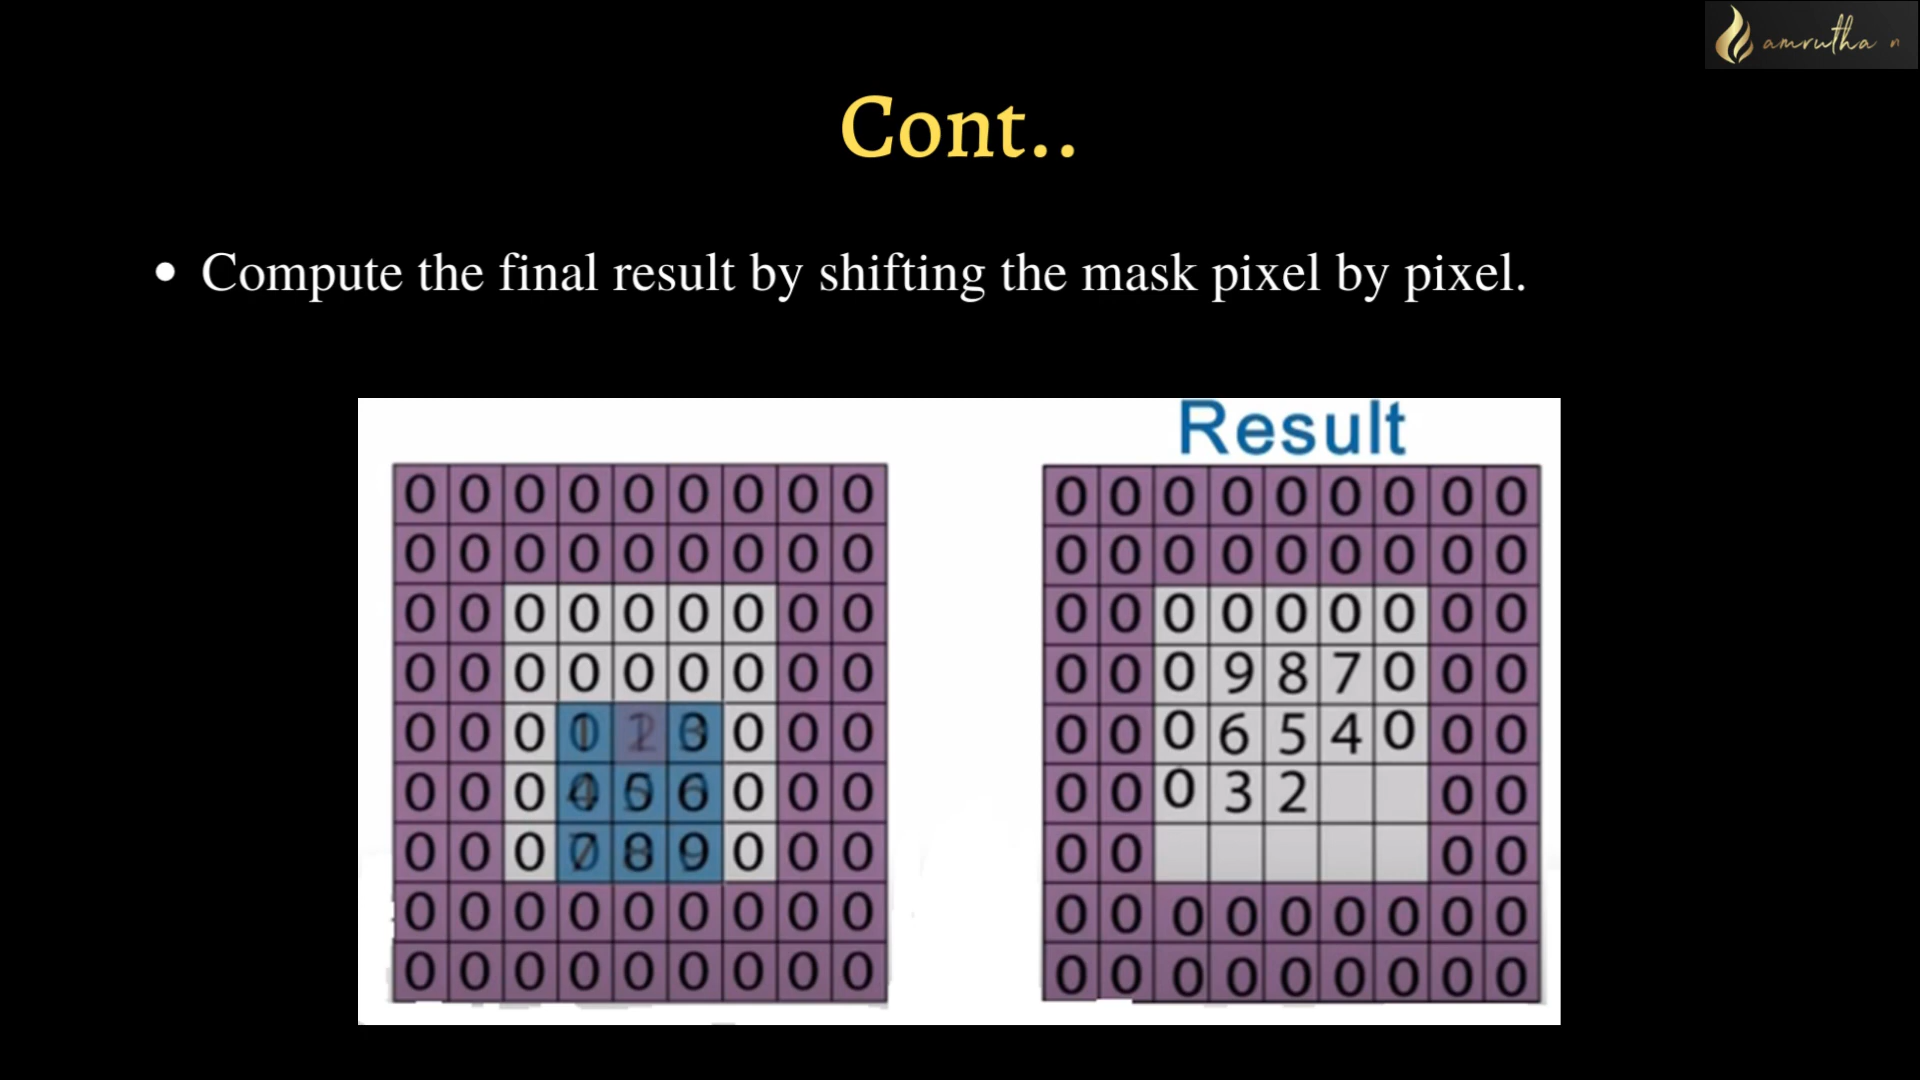 amrutha n
Cont..
• Compute the final result by shifting the mask pixel by pixel.
Result
0 0 0 0 0 0 0 0 0
0 0 0 0 0 0 0 0 0
0 0 0 0 0 0 0 0 0
0 0 0 0 0 0 0 0 0
0 0 0 2 0 0 0
0 0 0 6 0 0 0
0 0 0 8 9 0 0 0
0 0 0 0 0 0 0 0 0
0 0 0 0 0 0 0 0 0
0 0 0 0 0 0 0 0 0
0 0 0 0 0 0 0 0 0
0 0 0 0 0 0 0 0 0
0 0 0 9 8 7 0 0 0
0 0 0 6 5 4 0 0 0
0 0 0 3 2 0 0
0 0 0 0
0 0 0 0 0 0 0 0 0
0 0 0 0 0 0 0 0 0